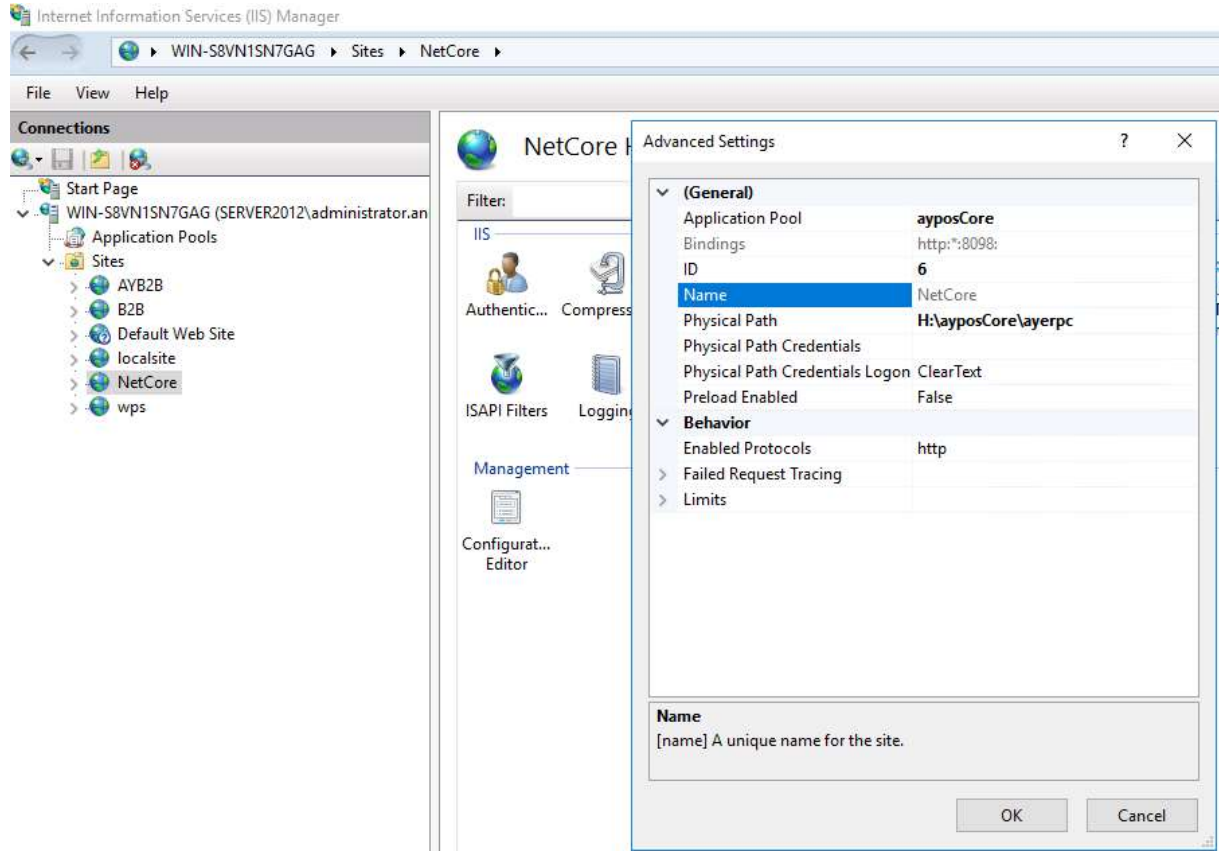 Internet Information Services (IIS) Manager
WIN-S8VN1SN7GAG Sites NetCore
File View Help
Connections
Start Page
WIN-S8VN1SN7GAG (SERVER2012\administrator.an
Application Pools
Sites
AYB2B
B2B
Default Web Site
localsite
NetCore
wps
NetCore
Filter:
IIS
Authentic... Compress
ISAPI Filters Logging
Management
Configurat...
Editor
Advanced Settings ?
(General)
Application Pool ayposCore
Bindings http:*:8098:
ID 6
Name NetCore
Physical Path H:\ayposCore\ayerpc
Physical Path Credentials
Physical Path Credentials Logon ClearText
Preload Enabled False
Behavior
Enabled Protocols http
Failed Request Tracing
Limits
Name
[name] A unique name for the site.
OK Cancel